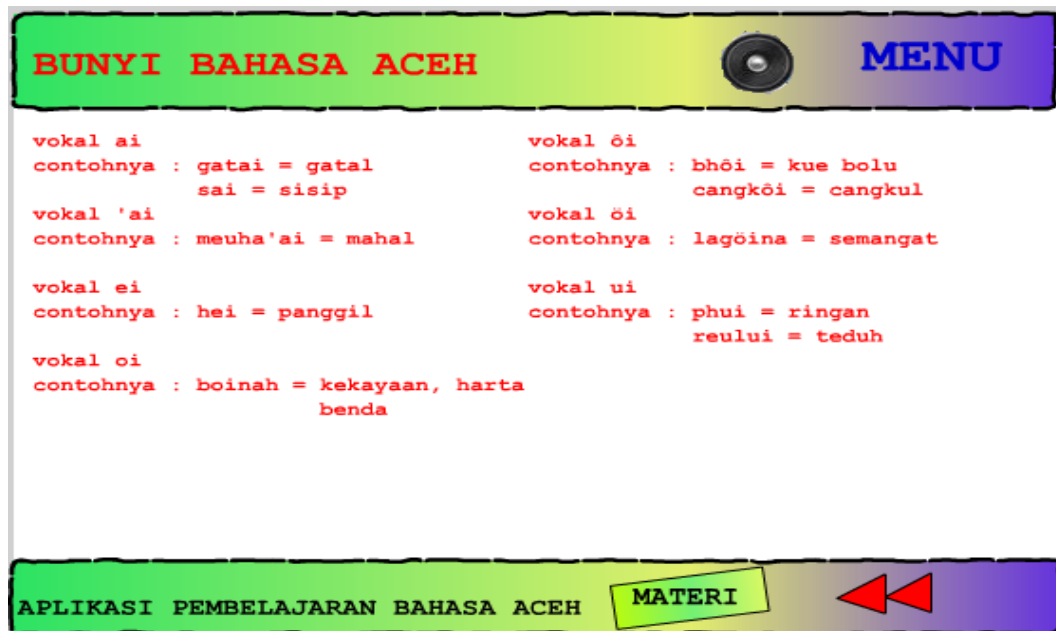 BUNYI BAHASA ACEH
MENU
vokal ai
contohnya : gatai = gatal
sai = sisip
vokal 'ai
contohnya : meuha'ai = mahal
vokal ei
contohnya : hei = panggil
vokal oi
contohnya : boinah = kekayaan, harta
benda
vokal ôi
contohnya : bhôi = kue bolu
cangkôi = cangkul
vokal öi
contohnya : lagöina = semangat
vokal ui
contohnya : phui = ringan
reului = teduh
APLIKASI PEMBELAJARAN BAHASA ACEH
MATERI